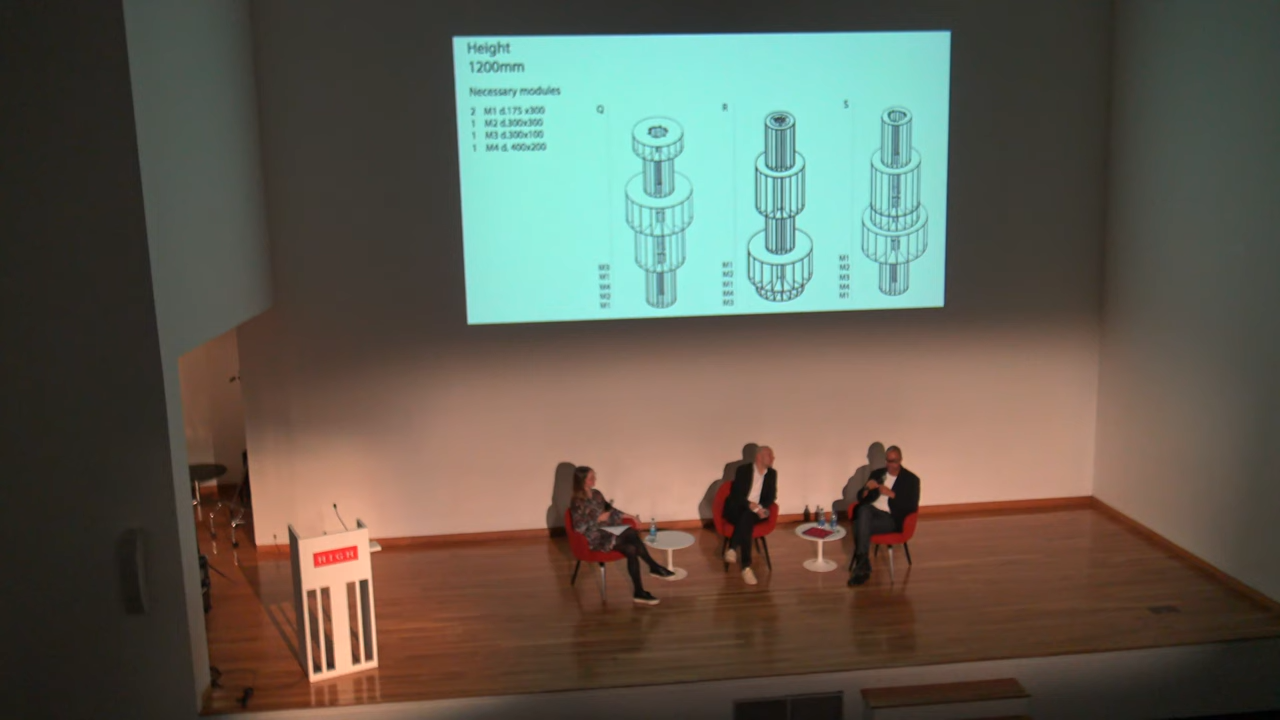 Height
1200mm
Necessary modules
2 M1 d.175 x300
1 M2 d.300x300
1 M3 d.300x100
1 M4 d. 400x200
Q
R
S
M3
M1
M4
M2
M1
M1
M2
M1
M4
M3
M1
M2
M3
M4
M1
HIGH